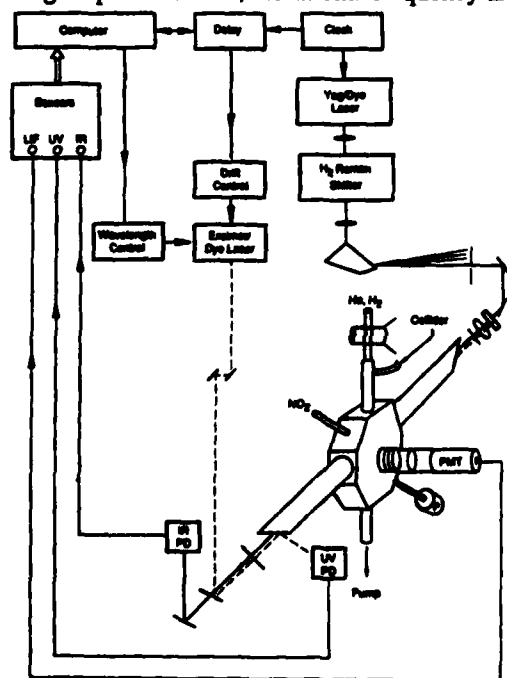 Computer
Delay
Clock
Boxcars
LIF UV IR
Yag/Dye
Laser
H2 Raman
Shifter
Drift
Control
Wavelength
Control
Excimer
Dye Laser
He, H2
Collider
NO2
PMT
IR
PD
UV
PD
Pump